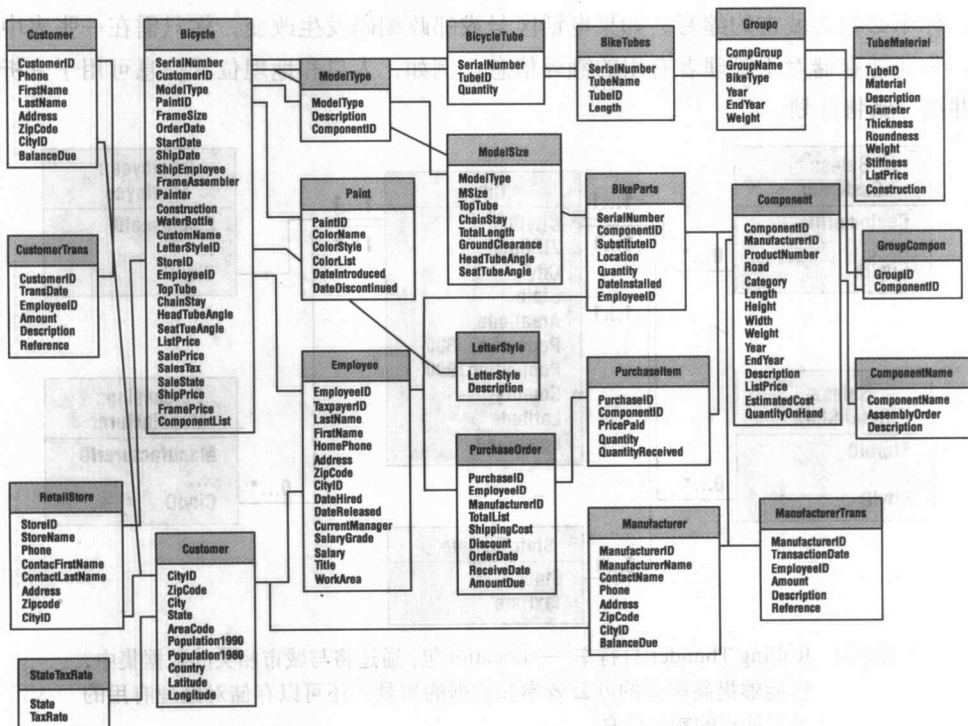 Customer
CustomerID
Phone
FirstName
LastName
Address
ZipCode
CityID
BalanceDue
Bicycle
SerialNumber
CustomerID
ModelType
PaintID
FrameSize
OrderDate
StartDate
ShipDate
ShipEmployee
FrameAssembler
Painter
Construction
WaterBottle
CustomName
LetterStyleID
StoreID
EmployeeID
TopTube
ChainStay
HeadTubeAngle
SeatTueAngle
ListPrice
SalePrice
SalesTax
SaleState
ShipPrice
FramePrice
ComponentList
ModelType
ModelType
Description
ComponentID
BicycleTube
SerialNumber
TubeID
Quantity
BikeTubes
SerialNumber
TubeName
TubeID
Length
Groupo
CompGroup
GroupName
BikeType
Year
EndYear
Weight
TubeMaterial
TubeID
Material
Description
Diameter
Thickness
Roundness
Weight
Stiffness
ListPrice
Construction
ModelSize
ModelType
MSize
TopTube
ChainStay
TotalLength
GroundClearance
HeadTubeAngle
SeatTubeAngle
Paint
PaintID
ColorName
ColorStyle
ColorList
DateIntroduced
DateDiscontinued
BikeParts
SerialNumber
ComponentID
SubstituteID
Location
Quantity
DateInstalled
EmployeeID
Component
ComponentID
ManufacturerID
ProductNumber
Road
Category
Length
Height
Width
Weight
Year
EndYear
Description
ListPrice
EstimatedCost
QuantityOnHand
GroupCompon
GroupID
ComponentID
CustomerTrans
CustomerID
TransDate
EmployeeID
Amount
Description
Reference
Employee
EmployeeID
TaxpayerID
LastName
FirstName
HomePhone
Address
ZipCode
CityID
DateHired
DateReleased
CurrentManager
SalaryGrade
Salary
Title
WorkArea
LetterStyle
LetterStyle
Description
PurchaseItem
PurchaseID
ComponentID
PricePaid
Quantity
QuantityReceived
ComponentName
ComponentName
AssemblyOrder
Description
PurchaseOrder
PurchaseID
EmployeeID
ManufacturerID
TotalList
ShippingCost
Discount
OrderDate
ReceiveDate
AmountDue
RetailStore
StoreID
StoreName
Phone
ContacFirstName
ContactLastName
Address
Zipcode
CityID
Customer
CityID
ZipCode
City
State
AreaCode
Population1990
Population1980
Country
Latitude
Longitude
Manufacturer
ManufacturerID
ManufacturerName
ContactName
Phone
Address
ZipCode
CityID
BalanceDue
ManufacturerTrans
ManufacturerID
TransactionDate
EmployeeID
Amount
Description
Reference
StateTaxRate
State
TaxRate